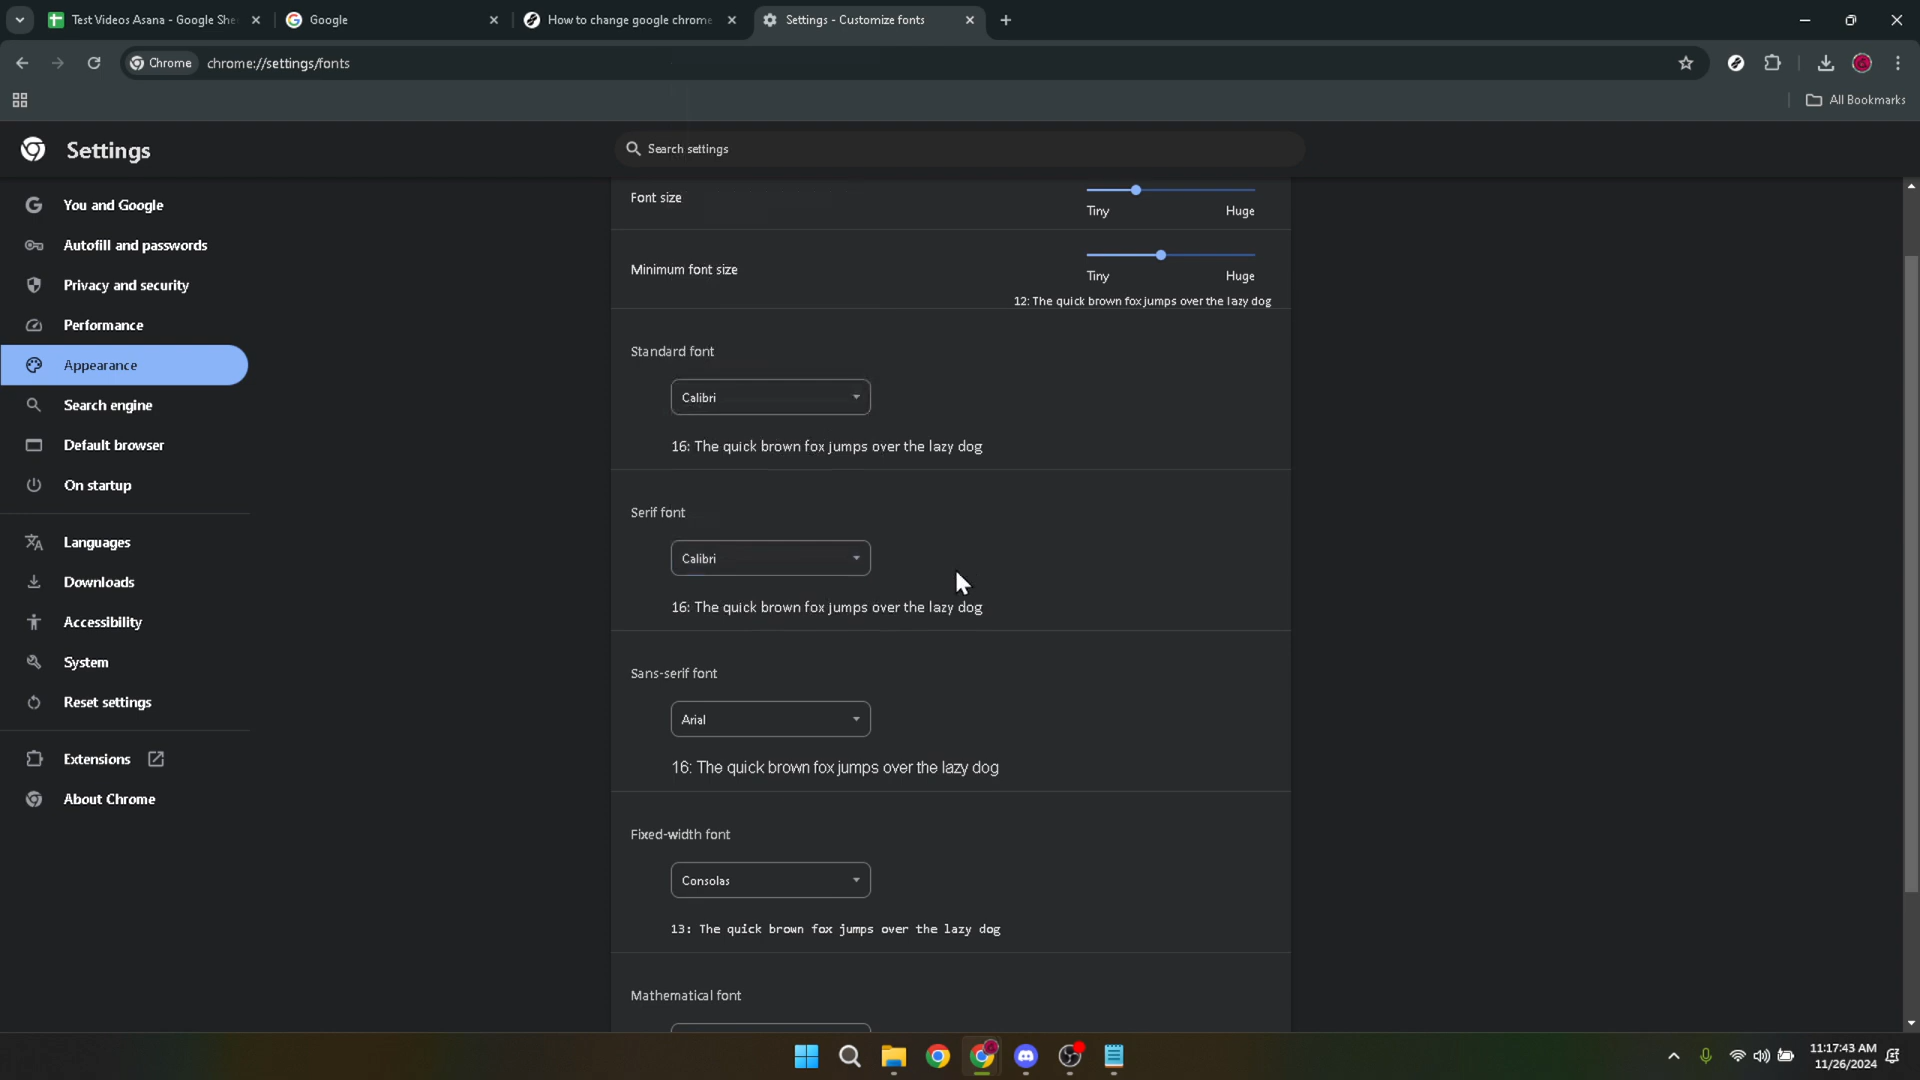 Test Videos Asana - Google She
Google
How to change google chrome
Settings - Customize fonts
Chrome
chrome://settings/fonts
All Bookmarks
Settings
Search settings
You and Google
Autofill and passwords
Privacy and security
Performance
Appearance
Search engine
Default browser
On startup
Languages
Downloads
Accessibility
System
Reset settings
Extensions
About Chrome
Font size
Tiny Huge
Minimum font size
Tiny Huge
12: The quick brown fox jumps over the lazy dog
Standard font
Calibri
16: The quick brown fox jumps over the lazy dog
Serif font
Calibri
16: The quick brown fox jumps over the lazy dog
Sans-serif font
Arial
16: The quick brown fox jumps over the lazy dog
Fixed-width font
Consolas
13: The quick brown fox jumps over the lazy dog
Mathematical font
11:17:43 AM
11/26/2024